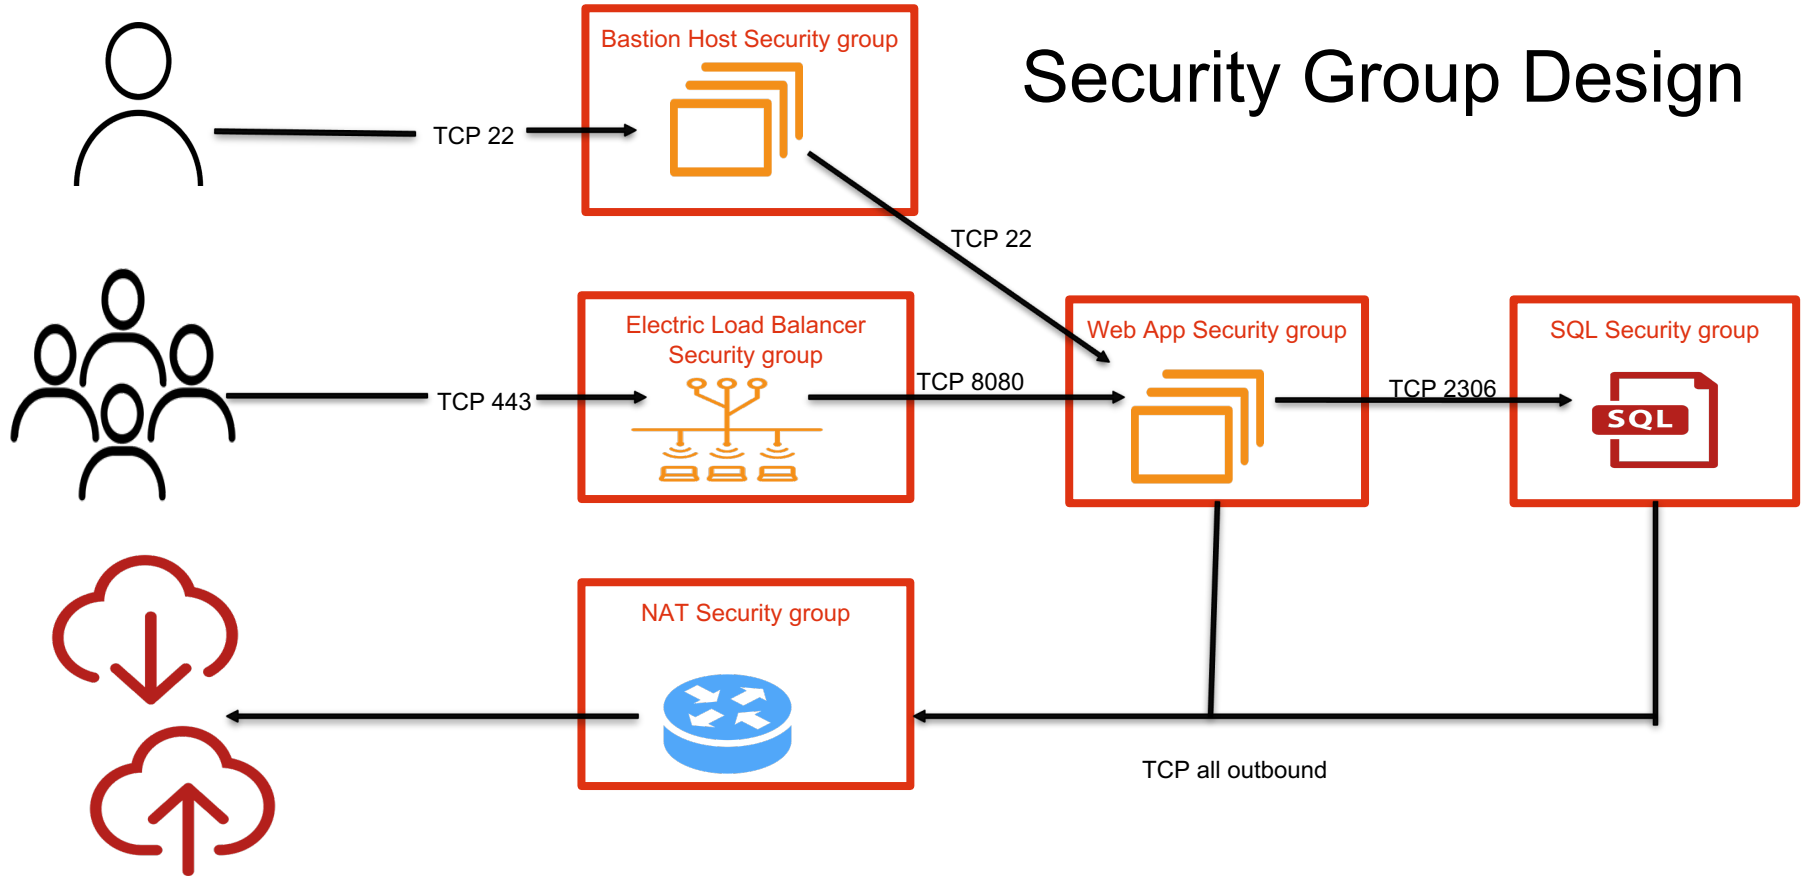 Security Group Design
Bastion Host Security group
TCP 22
TCP 22
Electric Load Balancer
Security group
TCP 443
TCP 8080
Web App Security group
TCP 2306
SQL Security group
SQL
NAT Security group
TCP all outbound